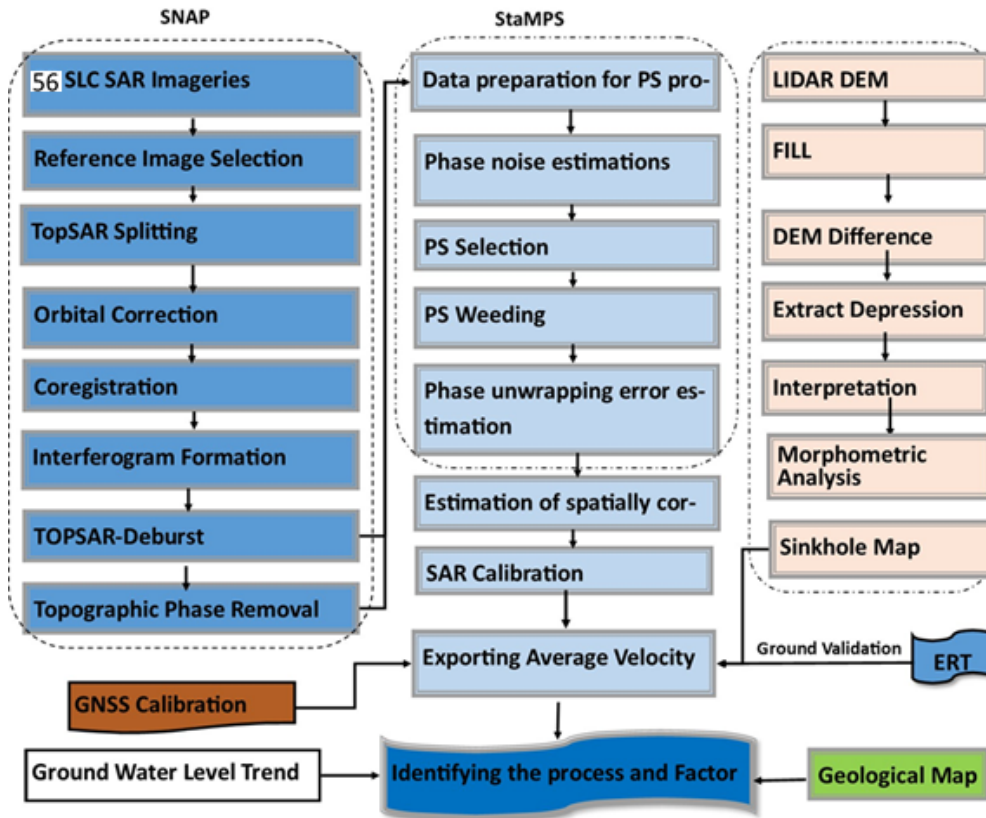 SNAP
56 SLC SAR Imageries
Reference Image Selection
TopSAR Splitting
Orbital Correction
Coregistration
Interferogram Formation
TOPSAR-Deburst
Topographic Phase Removal
StaMPS
Data preparation for PS pro-
Phase noise estimations
PS Selection
PS Weeding
Phase unwrapping error es-
timation
Estimation of spatially cor-
SAR Calibration
Exporting Average Velocity
LIDAR DEM
FILL
DEM Difference
Extract Depression
Interpretation
Morphometric
Analysis
Sinkhole Map
Ground Validation
ERT
GNSS Calibration
Ground Water Level Trend
Identifying the process and Factor
Geological Map